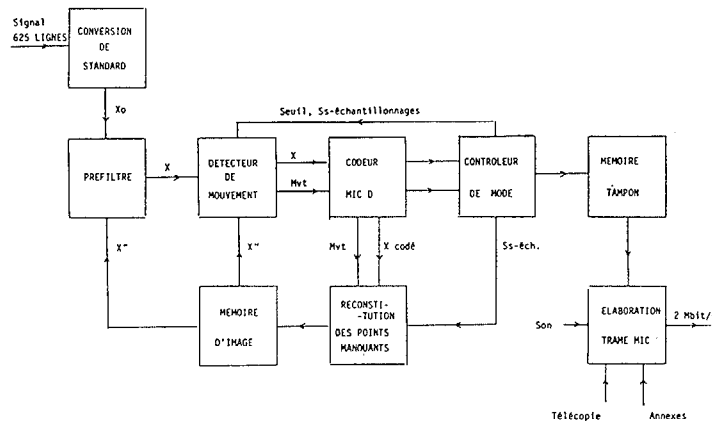 Signal
625 LIGNES
CONVERSION
DE
STANDARD
Xo
Seuil, Ss-échantillonnages
PREFILTRE
X
DETECTEUR
DE
MOUVEMENT
X
Mvt
CODEUR
MIC D
CONTROLEUR
DE MODE
MEMOIRE
TAMPON
X"
X"
Mvt
X codé
Ss-éch.
MEMOIRE
D'IMAGE
RECONSTI-
-TUTION
DES POINTS
MANQUANTS
Son
ELABORATION
TRAME MIC
2 Mbit/
Télécopie
Annexes